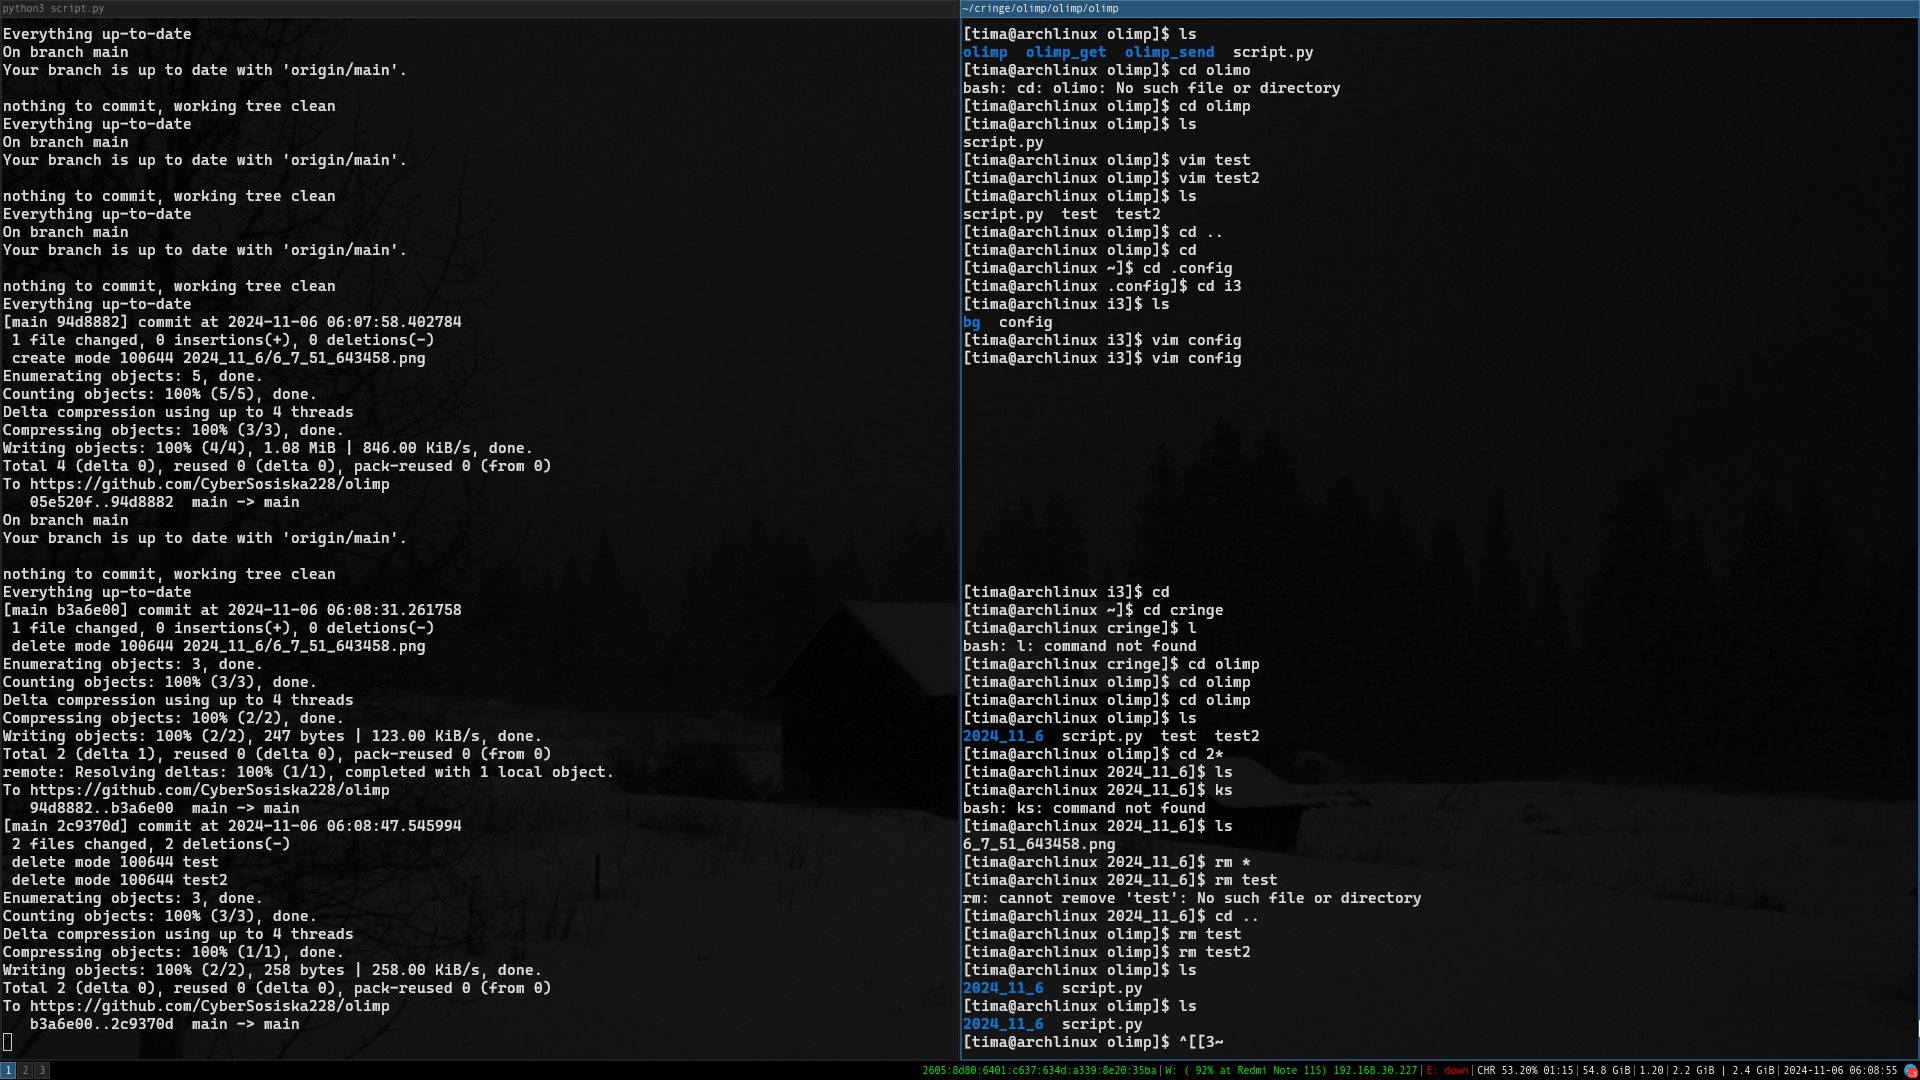 python3 script.py
Everything up-to-date
On branch main
Your branch is up to date with 'origin/main'.
nothing to commit, working tree clean
Everything up-to-date
On branch main
Your branch is up to date with 'origin/main'.
nothing to commit, working tree clean
Everything up-to-date
On branch main
Your branch is up to date with 'origin/main'.
nothing to commit, working tree clean
Everything up-to-date
[main 94d8882] commit at 2024-11-06 06:07:58.402784
1 file changed, 0 insertions(+), 0 deletions(-)
create mode 100644 2024_11_6/6_7_51_643458.png
Enumerating objects: 5, done.
Counting objects: 100% (5/5), done.
Delta compression using up to 4 threads
Compressing objects: 100% (3/3), done.
Writing objects: 100% (4/4), 1.08 MiB | 846.00 KiB/s, done.
Total 4 (delta 0), reused 0 (delta 0), pack-reused 0 (from 0)
To https://github.com/CyberSosiska228/olimp
05e520f..94d8882  main -> main
On branch main
Your branch is up to date with 'origin/main'.
nothing to commit, working tree clean
Everything up-to-date
[main b3a6e00] commit at 2024-11-06 06:08:31.261758
1 file changed, 0 insertions(+), 0 deletions(-)
delete mode 100644 2024_11_6/6_7_51_643458.png
Enumerating objects: 3, done.
Counting objects: 100% (3/3), done.
Delta compression using up to 4 threads
Compressing objects: 100% (2/2), done.
Writing objects: 100% (2/2), 247 bytes | 123.00 KiB/s, done.
Total 2 (delta 1), reused 0 (delta 0), pack-reused 0 (from 0)
remote: Resolving deltas: 100% (1/1), completed with 1 local object.
To https://github.com/CyberSosiska228/olimp
94d8882..b3a6e00  main -> main
[main 2c9370d] commit at 2024-11-06 06:08:47.545994
2 files changed, 2 deletions(-)
delete mode 100644 test
delete mode 100644 test2
Enumerating objects: 3, done.
Counting objects: 100% (3/3), done.
Delta compression using up to 4 threads
Compressing objects: 100% (1/1), done.
Writing objects: 100% (2/2), 258 bytes | 258.00 KiB/s, done.
Total 2 (delta 0), reused 0 (delta 0), pack-reused 0 (from 0)
To https://github.com/CyberSosiska228/olimp
b3a6e00..2c9370d  main -> main
~/cringe/olimp/olimp/olimp
[tima@archlinux olimp]$ ls
olimp  olimp_get  olimp_send  script.py
[tima@archlinux olimp]$ cd olimo
bash: cd: olimo: No such file or directory
[tima@archlinux olimp]$ cd olimp
[tima@archlinux olimp]$ ls
script.py
[tima@archlinux olimp]$ vim test
[tima@archlinux olimp]$ vim test2
[tima@archlinux olimp]$ ls
script.py  test  test2
[tima@archlinux olimp]$ cd ..
[tima@archlinux olimp]$ cd
[tima@archlinux ~]$ cd .config
[tima@archlinux .config]$ cd i3
[tima@archlinux i3]$ ls
bg  config
[tima@archlinux i3]$ vim config
[tima@archlinux i3]$ vim config
[tima@archlinux i3]$ cd
[tima@archlinux ~]$ cd cringe
[tima@archlinux cringe]$ l
bash: l: command not found
[tima@archlinux cringe]$ cd olimp
[tima@archlinux olimp]$ cd olimp
[tima@archlinux olimp]$ cd olimp
[tima@archlinux olimp]$ ls
2024_11_6  script.py  test  test2
[tima@archlinux olimp]$ cd 2*
[tima@archlinux 2024_11_6]$ ls
[tima@archlinux 2024_11_6]$ ks
bash: ks: command not found
[tima@archlinux 2024_11_6]$ ls
6_7_51_643458.png
[tima@archlinux 2024_11_6]$ rm *
[tima@archlinux 2024_11_6]$ rm test
rm: cannot remove 'test': No such file or directory
[tima@archlinux 2024_11_6]$ cd ..
[tima@archlinux olimp]$ rm test
[tima@archlinux olimp]$ rm test2
[tima@archlinux olimp]$ ls
2024_11_6  script.py
[tima@archlinux olimp]$ ls
2024_11_6  script.py
[tima@archlinux olimp]$ ^[[3~
1 2 3
2605:8d80:6401:c637:634d:a339:8e20:35ba|W: ( 92% at Redmi Note 11S) 192.168.30.227|E: down|CHR 53.20% 01:15|54.8 GiB|1.20|2.2 GiB | 2.4 GiB|2024-11-06 06:08:55